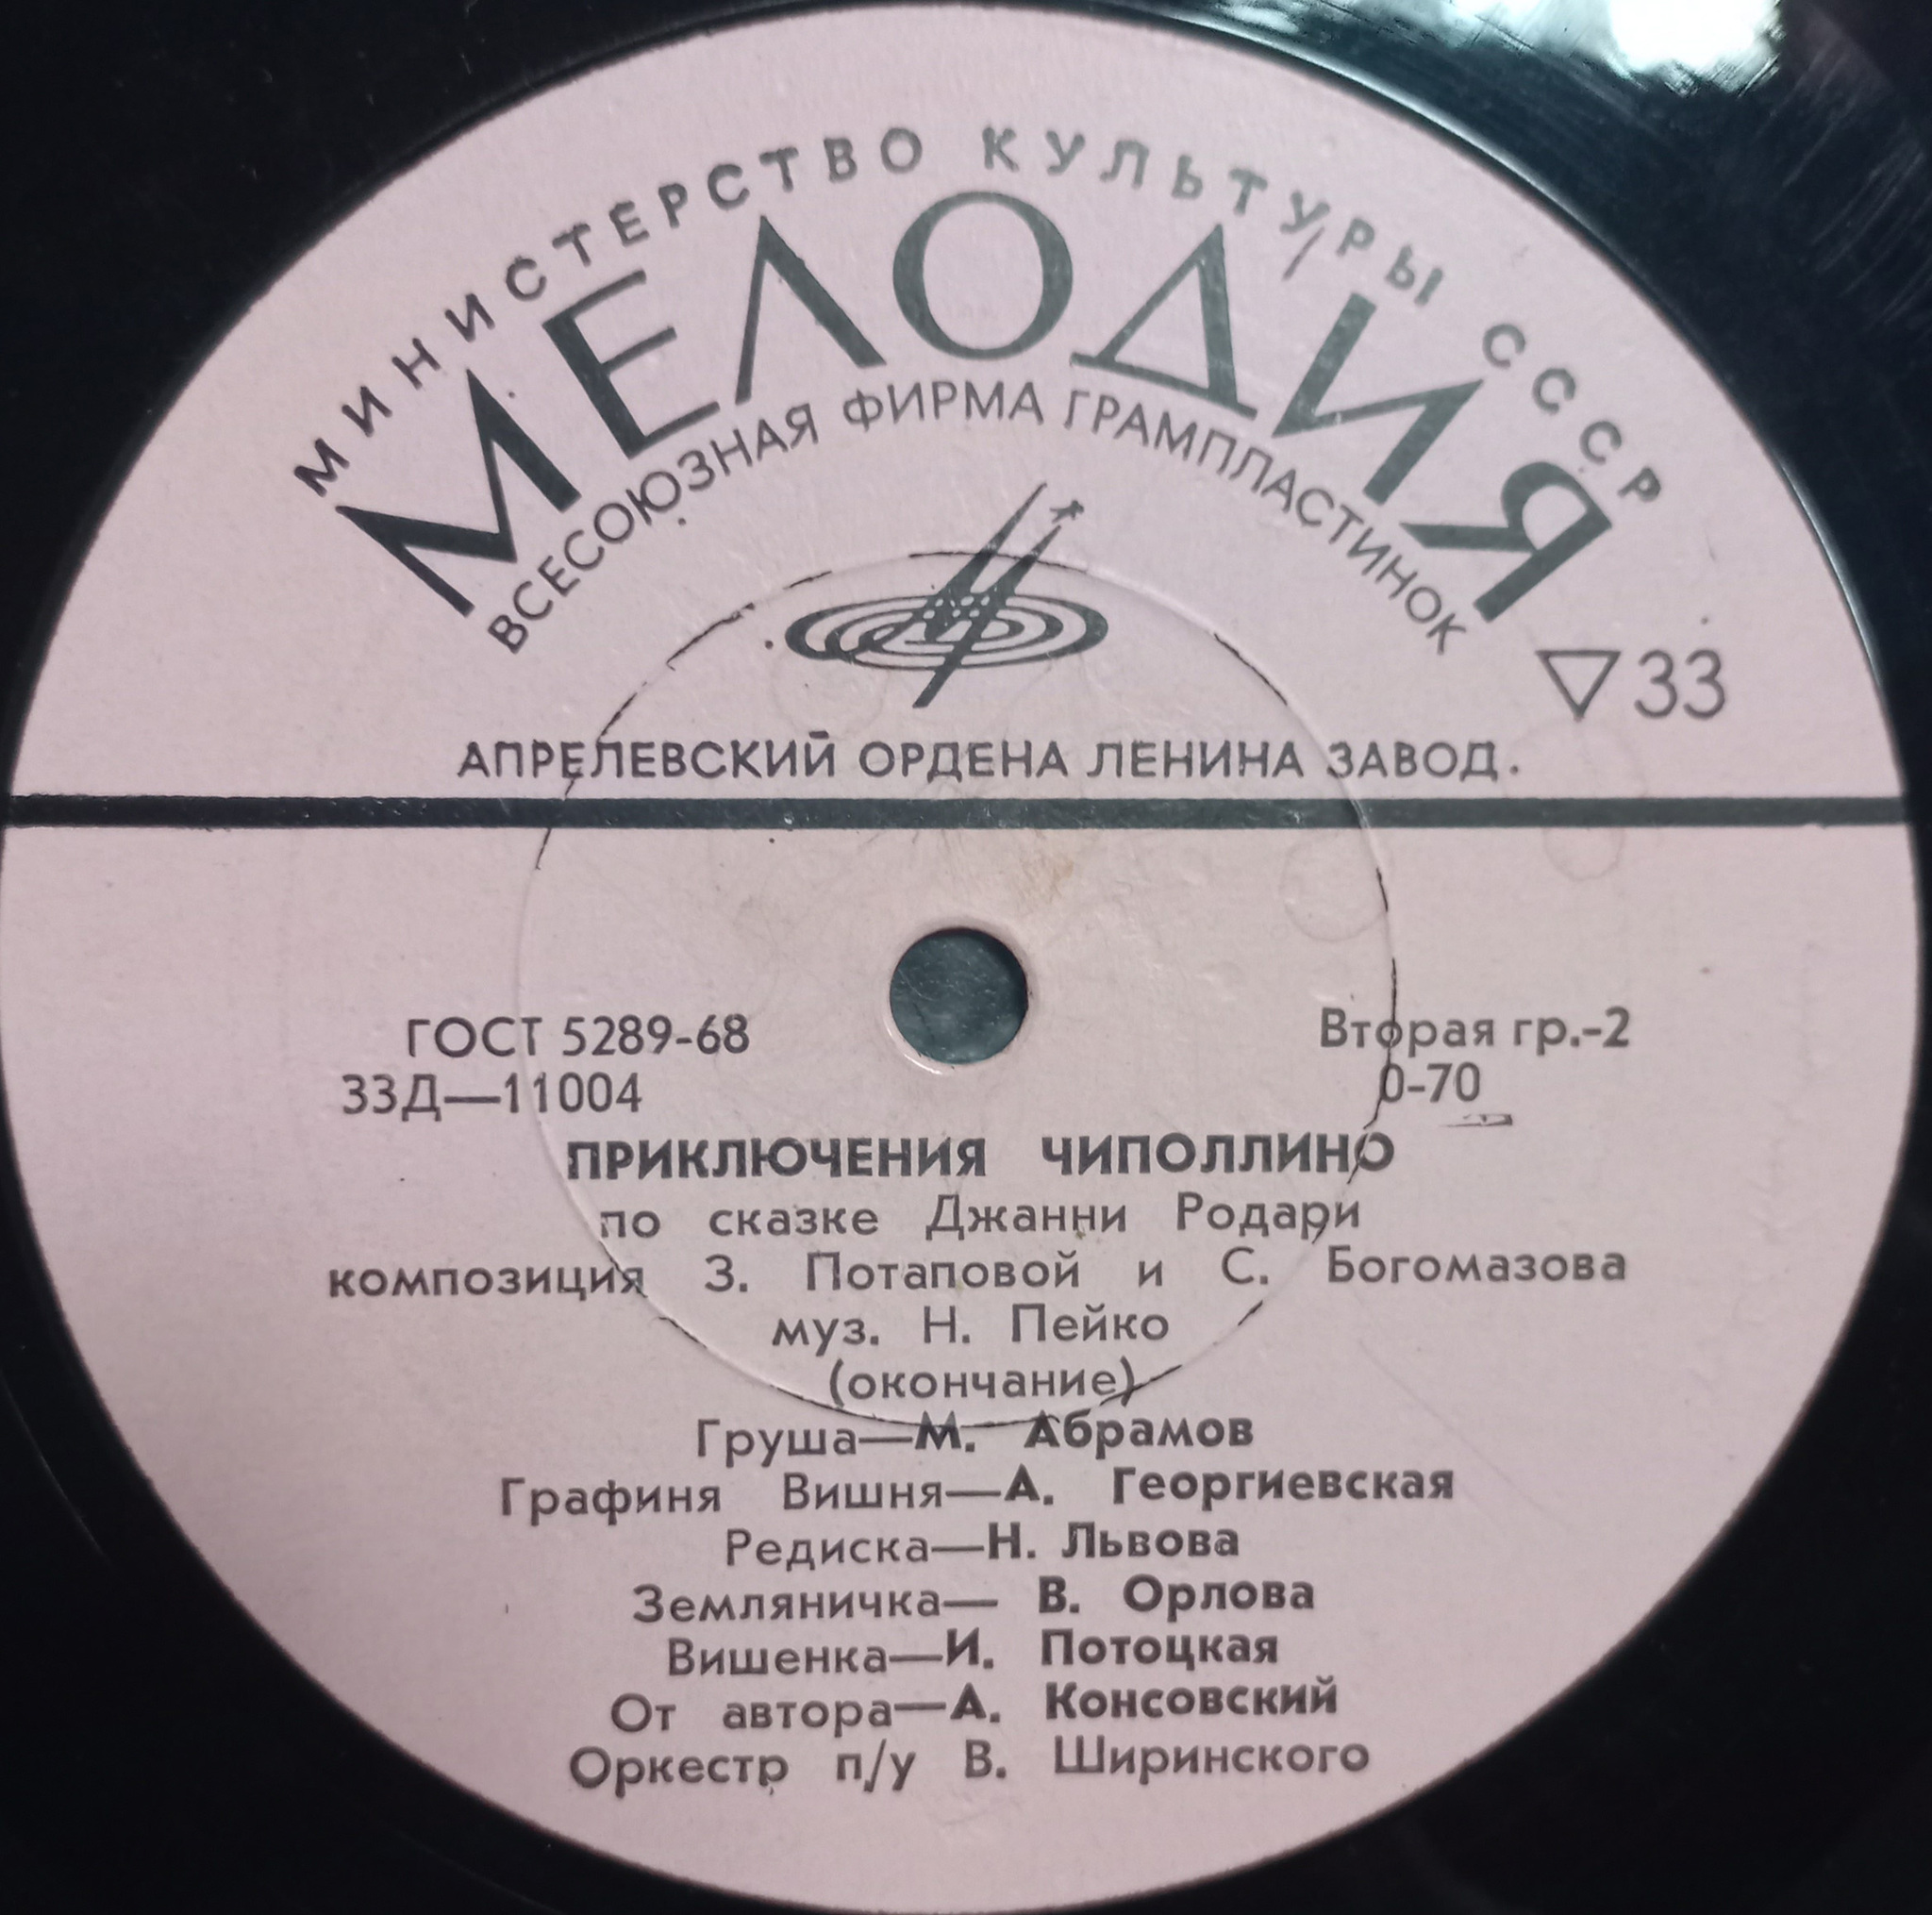 МИНИСТЕРСТВО КУЛЬТУРЫ СССР
МЕЛОДИЯ
ВСЕСОЮЗНАЯ ФИРМА ГРАМПЛАСТИНОК
▽33
АПРЕЛЕВСКИЙ ОРДЕНА ЛЕНИНА ЗАВОД.
ГОСТ 5289-68
Вторая гр.-2
33Д—11004
0-70
ПРИКЛЮЧЕНИЯ ЧИПОЛЛИНО
по сказке Джанни Родари
композиция З. Потаповой и С. Богомазова
муз. Н. Пейко
(окончание)
Груша—М. Абрамов
Графиня Вишня—А. Георгиевская
Редиска—Н. Львова
Земляничка— В. Орлова
Вишенка—И. Потоцкая
От автора—А. Консовский
Оркестр п/у В. Ширинского